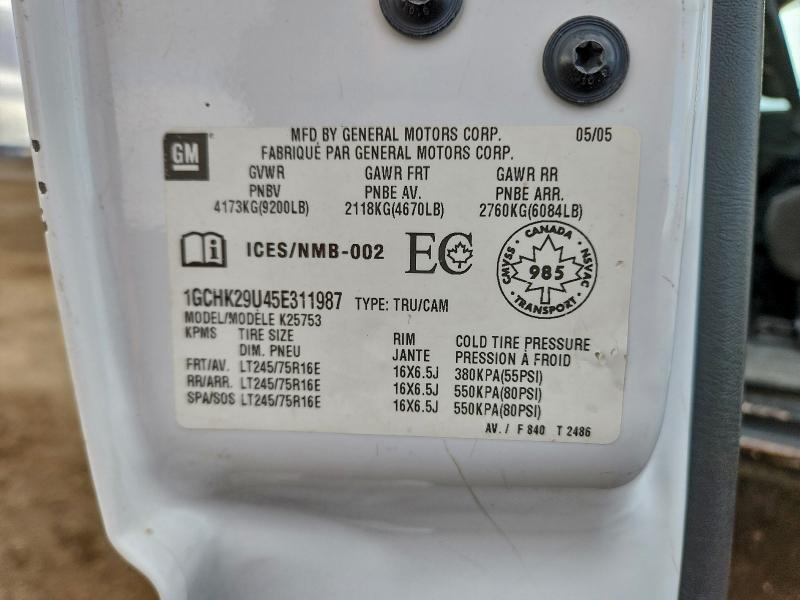 MFD BY GENERAL MOTORS CORP. 05/05
FABRIQUÉ PAR GENERAL MOTORS CORP.
GM
GVWR GAWR FRT GAWR RR
PNBV PNBE AV. PNBE ARR.
4173KG(9200LB) 2118KG(4670LB) 2760KG(6084LB)
i ICES/NMB-002 EC
CANADA
CMVSS 985 NSVAC
TRANSPORT
1GCHK29U45E311987 TYPE: TRU/CAM
MODEL/MODÈLE K25753
KPMS TIRE SIZE RIM COLD TIRE PRESSURE
DIM. PNEU JANTE PRESSION À FROID
FRT/AV. LT245/75R16E 16X6.5J 380KPA(55PSI)
RR/ARR. LT245/75R16E 16X6.5J 550KPA(80PSI)
SPA/SOS LT245/75R16E 16X6.5J 550KPA(80PSI)
AV. / F 840 T 2486